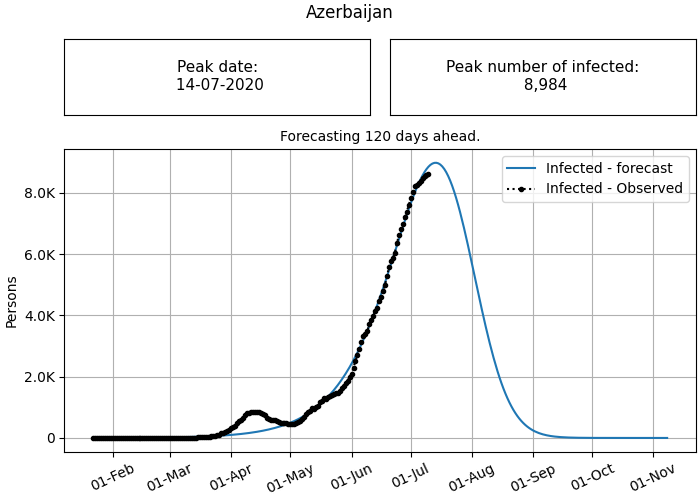 Azerbaijan
Peak date:
14-07-2020
Peak number of infected:
8,984
Forecasting 120 days ahead.
Infected - forecast
Infected - Observed
8.0K
6.0K
4.0K
2.0K
0
Persons
01-Feb
01-Mar
01-Apr
01-May
01-Jun
01-Jul
01-Aug
01-Sep
01-Oct
01-Nov